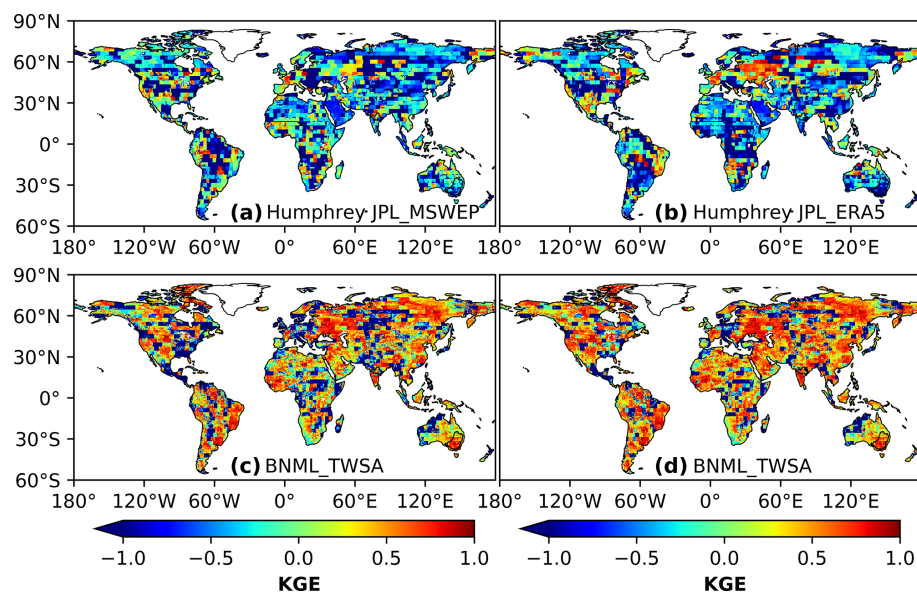 90°N
60°N
30°N
0°
30°S
60°S
(a) Humphrey JPL_MSWEP
(b) Humphrey JPL_ERA5
180° 120°W 60°W 0° 60°E 120°E 180° 120°W 60°W 0° 60°E 120°E
90°N
60°N
30°N
0°
30°S
60°S
(c) BNML_TWSA
(d) BNML_TWSA
180° 120°W 60°W 0° 60°E 120°E 180° 120°W 60°W 0° 60°E 120°E
−1.0 −0.5 0.0 0.5 1.0
−1.0 −0.5 0.0 0.5 1.0
KGE
KGE